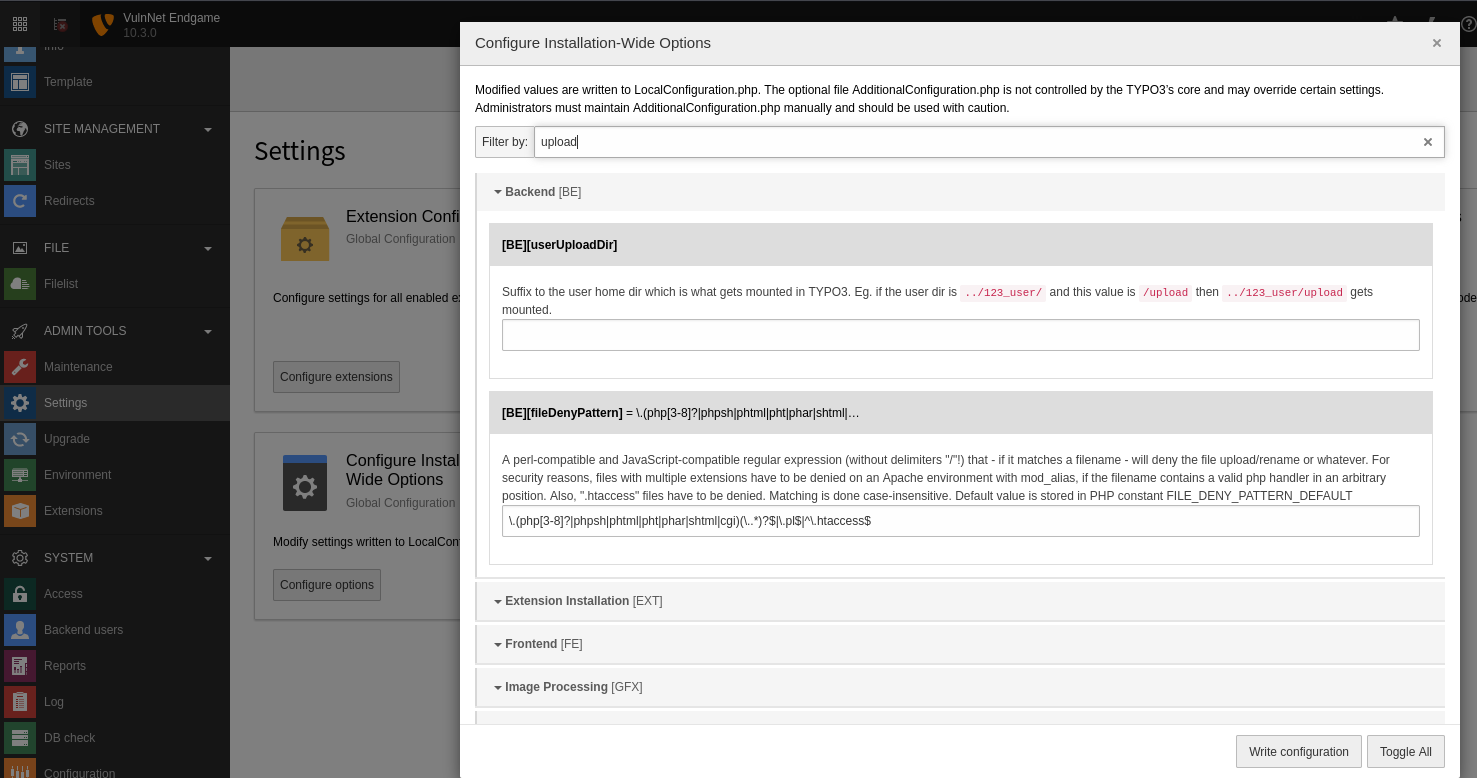 VulnNet Endgame
10.3.0
Info
Template
SITE MANAGEMENT
Sites
Redirects
FILE
Filelist
ADMIN TOOLS
Maintenance
Settings
Upgrade
Environment
Extensions
SYSTEM
Access
Backend users
Reports
Log
DB check
Configuration
Settings
Extension Confi
Global Configuration
Configure settings for all enabled ex
Configure extensions
Configure Instal
Wide Options
Global Configuration
Modify settings written to LocalConf
Configure options
Configure Installation-Wide Options
×
Modified values are written to LocalConfiguration.php. The optional file AdditionalConfiguration.php is not controlled by the TYPO3's core and may override certain settings.
Administrators must maintain AdditionalConfiguration.php manually and should be used with caution.
Filter by: upload ×
Backend [BE]
[BE][userUploadDir]
Suffix to the user home dir which is what gets mounted in TYPO3. Eg. if the user dir is ../123_user/ and this value is /upload then ../123_user/upload gets
mounted.
[BE][fileDenyPattern] = \.(php[3-8]?|phpsh|phtml|pht|phar|shtml|…
A perl-compatible and JavaScript-compatible regular expression (without delimiters "/"!) that - if it matches a filename - will deny the file upload/rename or whatever. For
security reasons, files with multiple extensions have to be denied on an Apache environment with mod_alias, if the filename contains a valid php handler in an arbitrary
position. Also, ".htaccess" files have to be denied. Matching is done case-insensitive. Default value is stored in PHP constant FILE_DENY_PATTERN_DEFAULT
\.(php[3-8]?|phpsh|phtml|pht|phar|shtml|cgi)(\..*)?$|\.pl$|^\.htaccess$
Extension Installation [EXT]
Frontend [FE]
Image Processing [GFX]
Write configuration
Toggle All